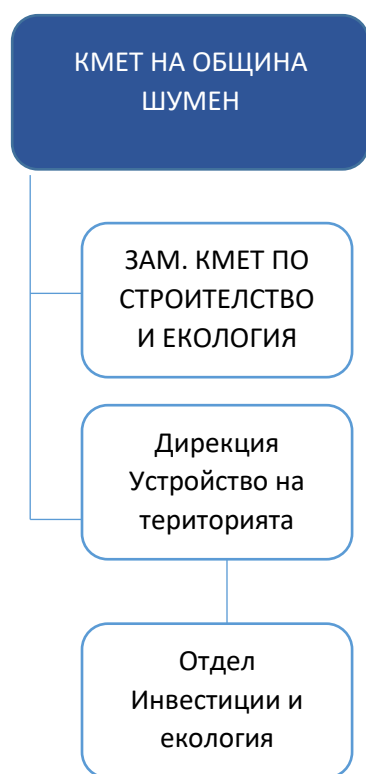 КМЕТ НА ОБЩИНА
ШУМЕН
ЗАМ. КМЕТ ПО
СТРОИТЕЛСТВО
И ЕКОЛОГИЯ
Дирекция
Устройство на
територията
Отдел
Инвестиции и
екология